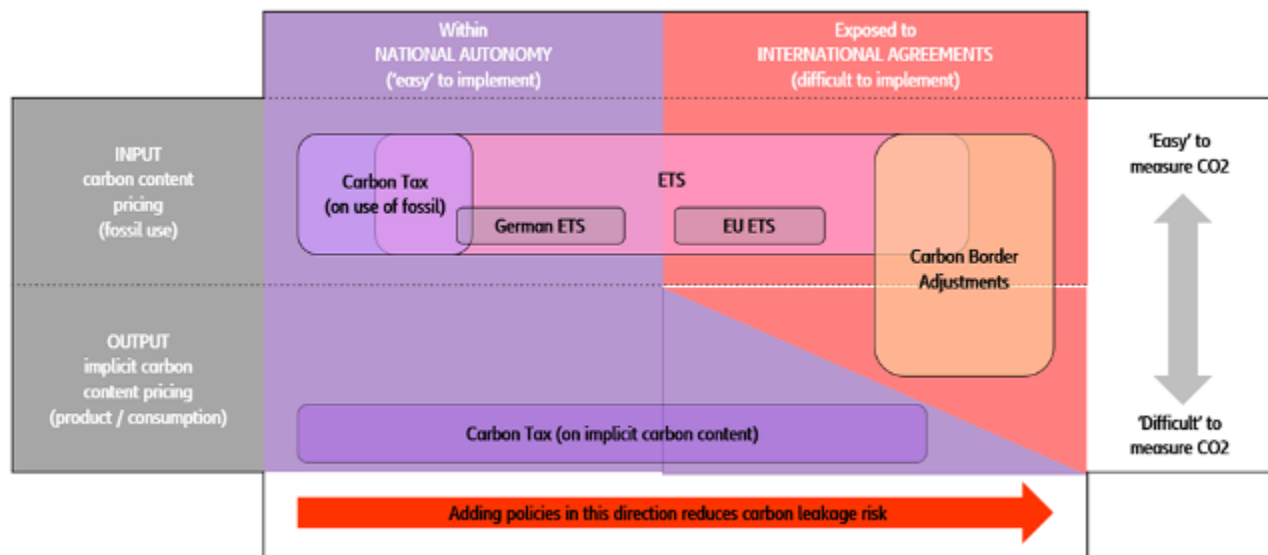 Within
NATIONAL AUTONOMY
('easy' to implement)
Exposed to
INTERNATIONAL AGREEMENTS
(difficult to implement)
INPUT
carbon content
pricing
(fossil use)
Carbon Tax
(on use of fossil)
ETS
German ETS
EU ETS
Carbon Border
Adjustments
'Easy' to
measure CO2
OUTPUT
implicit carbon
content pricing
(product / consumption)
Carbon Tax (on implicit carbon content)
'Difficult' to
measure CO2
Adding policies in this direction reduces carbon leakage risk